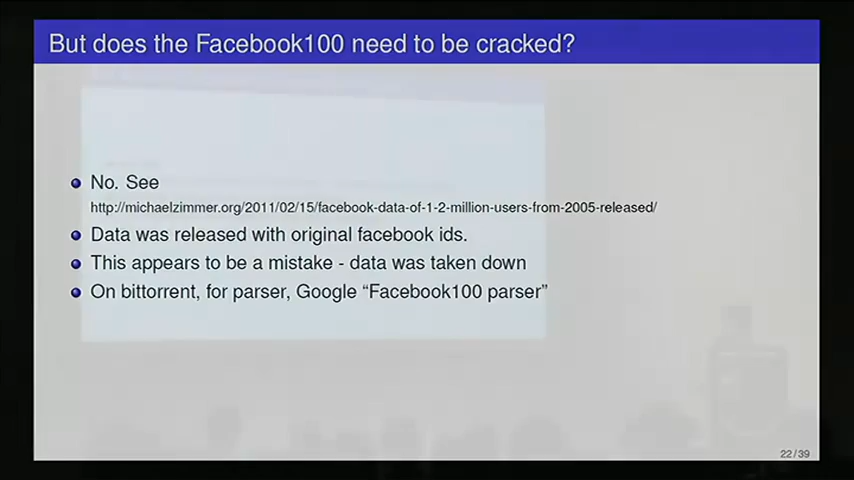 But does the Facebook100 need to be cracked?
No. See
http://michaelzimmer.org/2011/02/15/facebook-data-of-1-2-million-users-from-2005-released/
Data was released with original facebook ids.
This appears to be a mistake - data was taken down
On bittorrent, for parser, Google “Facebook100 parser”
22/39